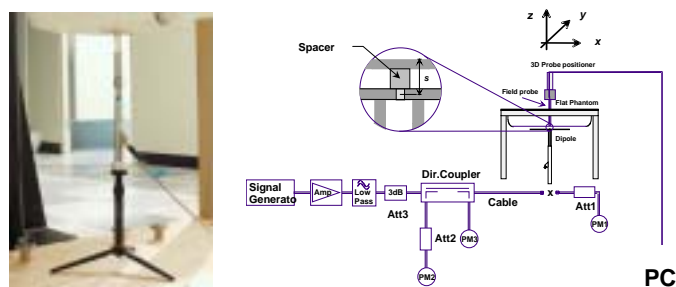 z
y
x
Spacer
s
3D Probe positioner
Field probe
Flat Phantom
Dipole
Signal
Generato
Amp
Low
Pass
3dB
Att3
Dir.Coupler
Cable
x
Att1
PM1
Att2
PM3
PM2
PC